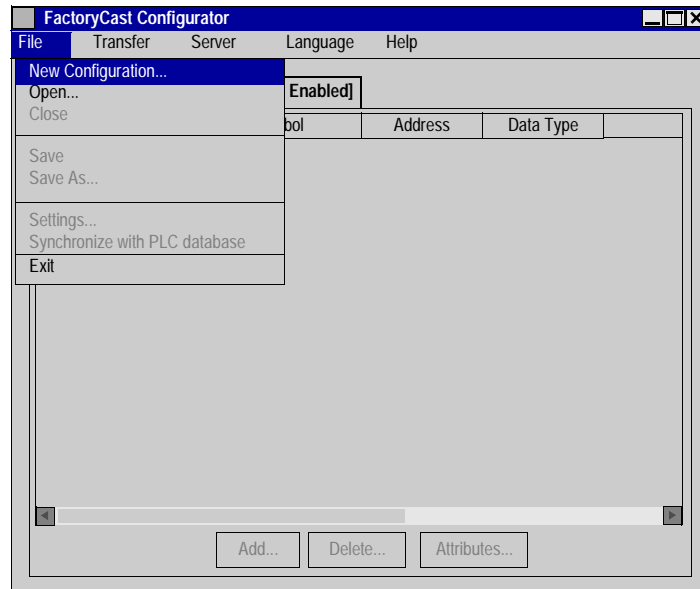 FactoryCast Configurator
File Transfer Server Language Help
New Configuration...
Open...
Close
Save
Save As...
Settings...
Synchronize with PLC database
Exit
Enabled]
bol Address Data Type
Add... Delete... Attributes...